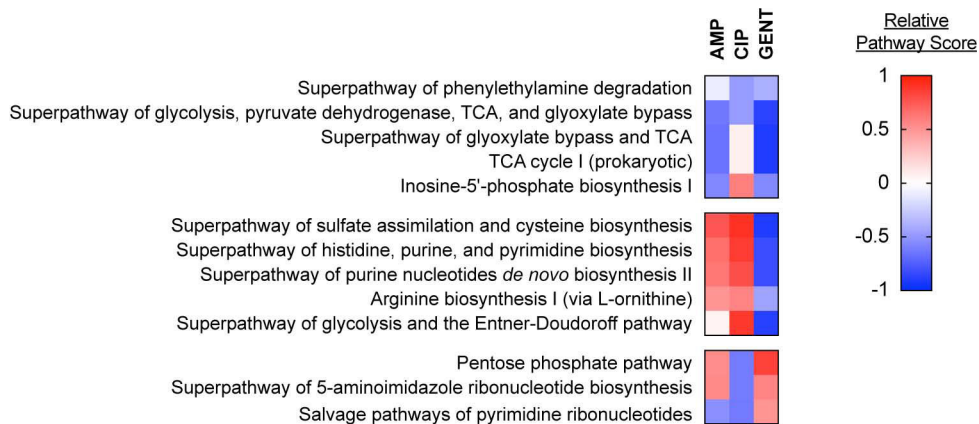 AMP CIP GENT
Relative
Pathway Score
Superpathway of phenylethylamine degradation
Superpathway of glycolysis, pyruvate dehydrogenase, TCA, and glyoxylate bypass
Superpathway of glyoxylate bypass and TCA
TCA cycle I (prokaryotic)
Inosine-5'-phosphate biosynthesis I
Superpathway of sulfate assimilation and cysteine biosynthesis
Superpathway of histidine, purine, and pyrimidine biosynthesis
Superpathway of purine nucleotides de novo biosynthesis II
Arginine biosynthesis I (via L-ornithine)
Superpathway of glycolysis and the Entner-Doudoroff pathway
Pentose phosphate pathway
Superpathway of 5-aminoimidazole ribonucleotide biosynthesis
Salvage pathways of pyrimidine ribonucleotides
1
0.5
0
-0.5
-1